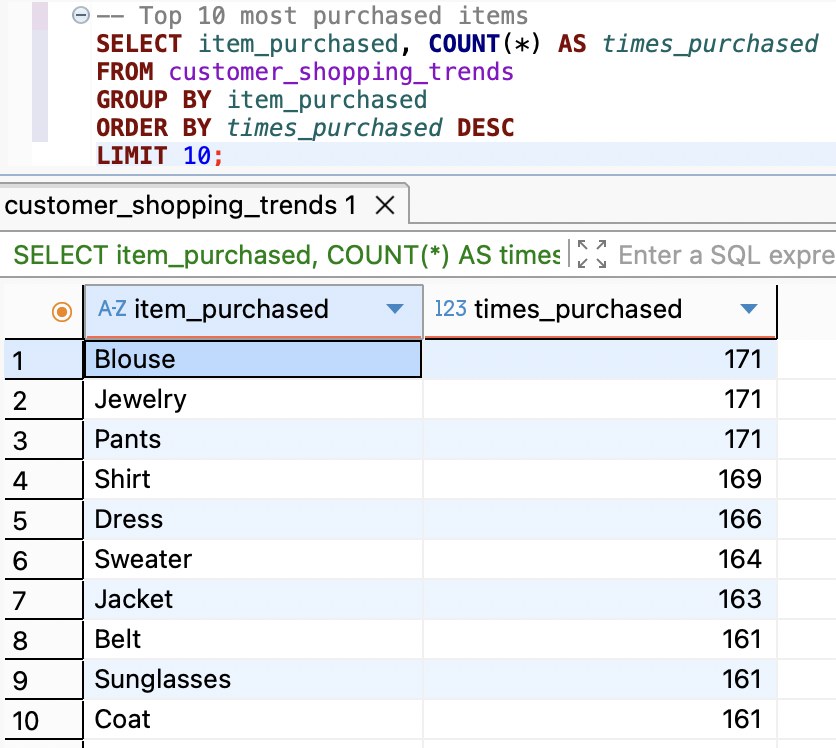 -- Top 10 most purchased items
SELECT item_purchased, COUNT(*) AS times_purchased
FROM customer_shopping_trends
GROUP BY item_purchased
ORDER BY times_purchased DESC
LIMIT 10;
customer_shopping_trends 1
SELECT item_purchased, COUNT(*) AS times Enter a SQL expre
A-Z item_purchased 123 times_purchased
1 Blouse 171
2 Jewelry 171
3 Pants 171
4 Shirt 169
5 Dress 166
6 Sweater 164
7 Jacket 163
8 Belt 161
9 Sunglasses 161
10 Coat 161